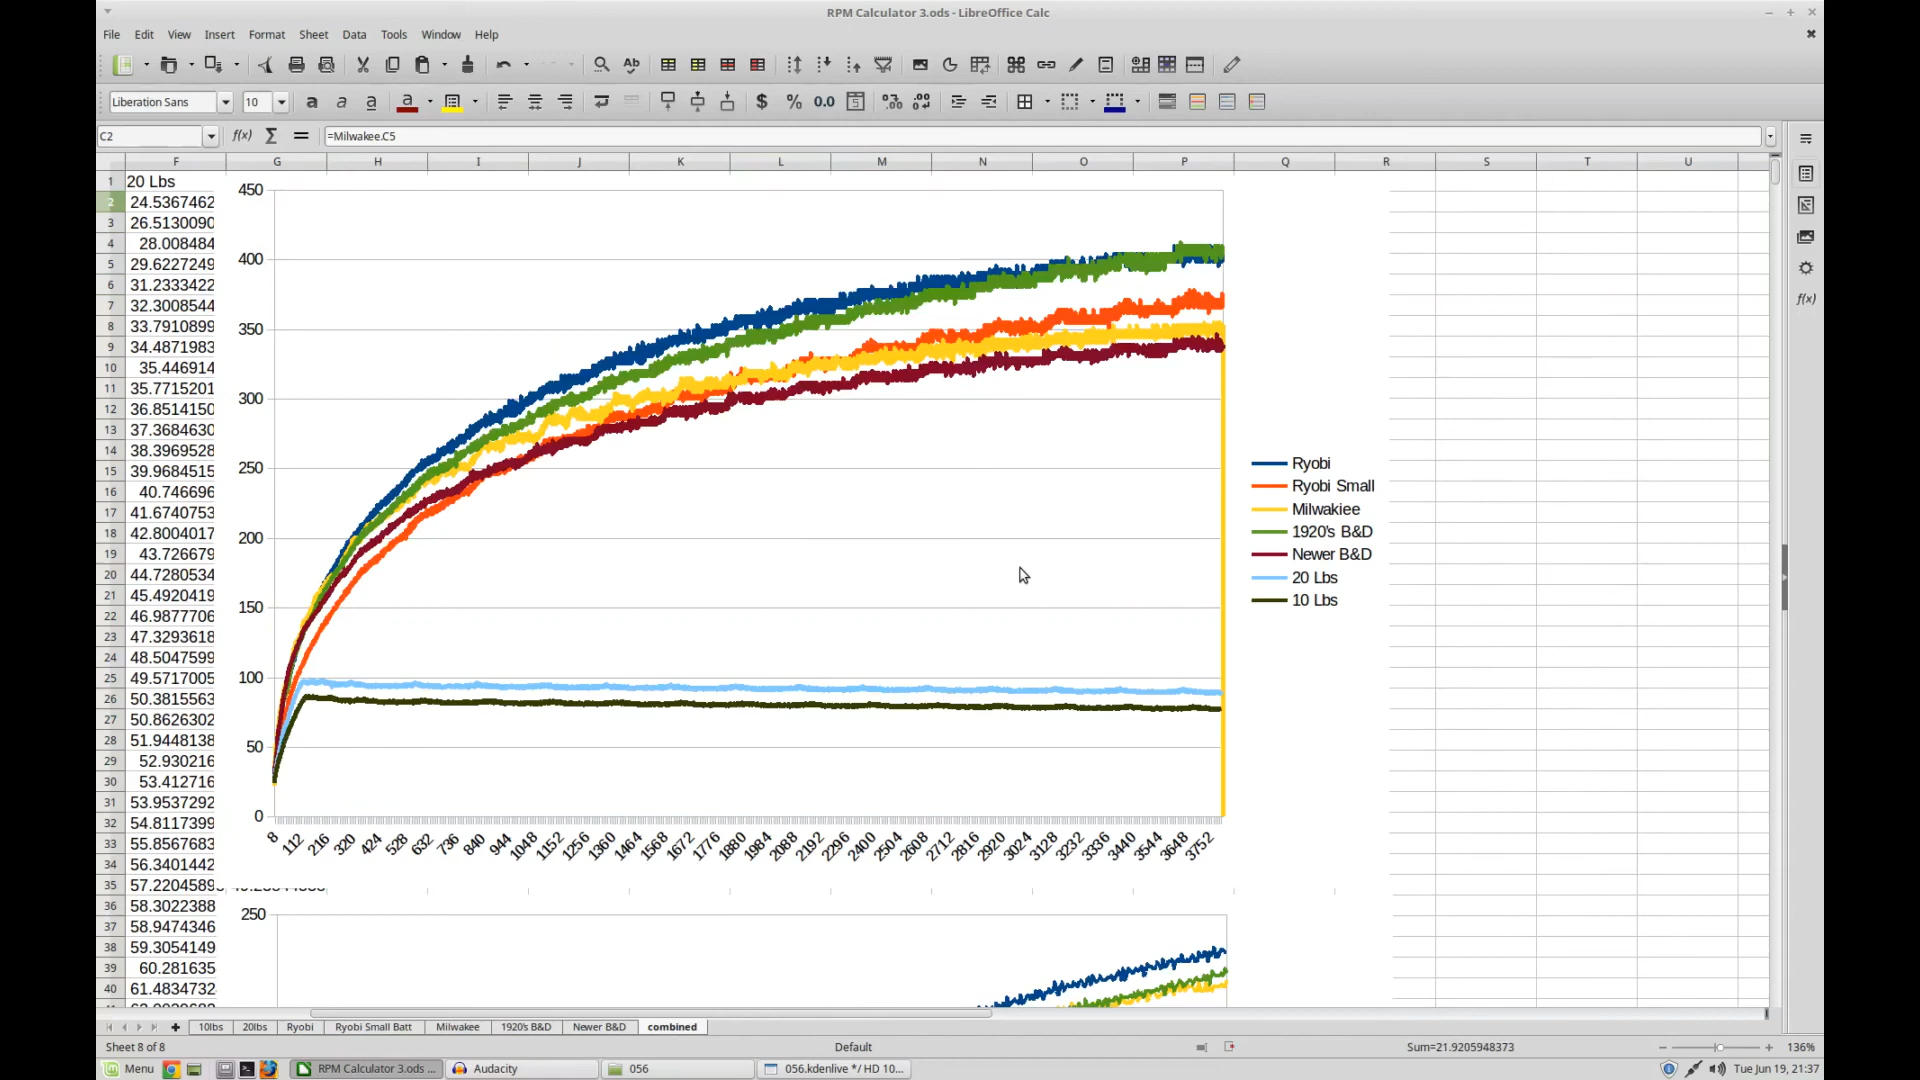 RPM Calculator 3.ods - LibreOffice Calc
File Edit View Insert Format Sheet Data Tools Window Help
Liberation Sans 10
C2 f(x) Σ = =Milwakee.C5
F G H I J K L M N O P Q R S T U
1 20 Lbs
2 24.5367462
3 26.5130090
4 28.008484
5 29.6227249
6 31.2333422
7 32.3008544
8 33.7910899
9 34.4871983
10 35.446914
11 35.7715201
12 36.8514150
13 37.3684630
14 38.3969528
15 39.9684515
16 40.746696
17 41.6740753
18 42.8004017
19 43.726679
20 44.7280534
21 45.4920419
22 46.9877706
23 47.3293618
24 48.5047599
25 49.5717005
26 50.3815563
27 50.8626302
28 51.9448138
29 52.930216
30 53.412716
31 53.9537292
32 54.8117399
33 55.8567683
34 56.3401442
35 57.2204589
36 58.3022388
37 58.9474346
38 59.3054149
39 60.281635
40 61.4834732
450
400
350
300
250
200
150
100
50
0
8 112 216 320 424 528 632 736 840 944 1048 1152 1256 1360 1464 1568 1672 1776 1880 1984 2088 2192 2296 2400 2504 2608 2712 2816 2920 3024 3128 3232 3336 3440 3544 3648 3752
Ryobi
Ryobi Small
Milwakiee
1920's B&D
Newer B&D
20 Lbs
10 Lbs
250
10lbs 20lbs Ryobi Ryobi Small Batt Milwakee 1920's B&D Newer B&D combined
Sheet 8 of 8 Default Sum=21.9205948373 136%
Menu RPM Calculator 3.ods ... Audacity 056 056.kdenlive */ HD 10... Tue Jun 19, 21:37